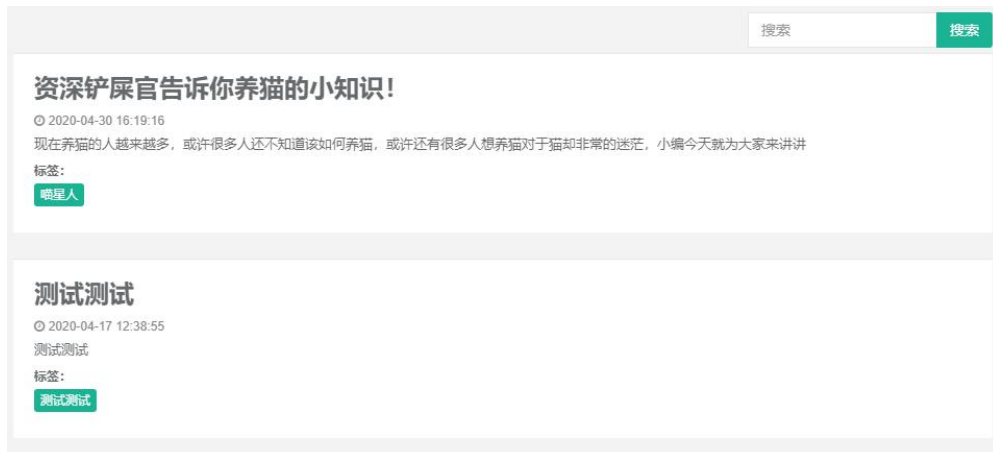 搜索 搜索
资深铲屎官告诉你养猫的小知识！
2020-04-30 16:19:16
现在养猫的人越来越多，或许很多人还不知道该如何养猫，或许还有很多人想养猫对于猫却非常的迷茫，小编今天就为大家来讲讲
标签：
喵星人
测试测试
2020-04-17 12:38:55
测试测试
标签：
测试测试